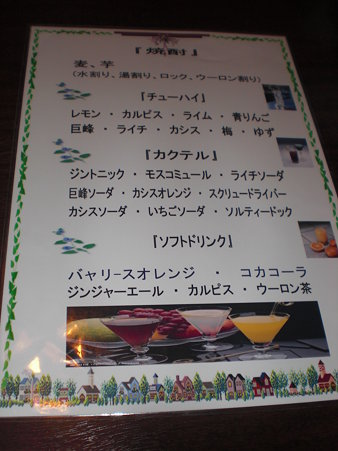 『焼酎』
麦、芋
（水割り、湯割り、ロック、ウーロン割り）
『チューハイ』
レモン ・ カルピス ・ ライム ・ 青りんご
巨峰 ・ ライチ ・ カシス ・ 梅 ・ ゆず
『カクテル』
ジントニック ・ モスコミュール ・ ライチソーダ
巨峰ソーダ ・ カシスオレンジ ・ スクリュードライバー
カシスソーダ ・ いちごソーダ ・ ソルティードック
『ソフトドリンク』
バャリースオレンジ ・ コカコーラ
ジンジャーエール ・ カルピス ・ ウーロン茶